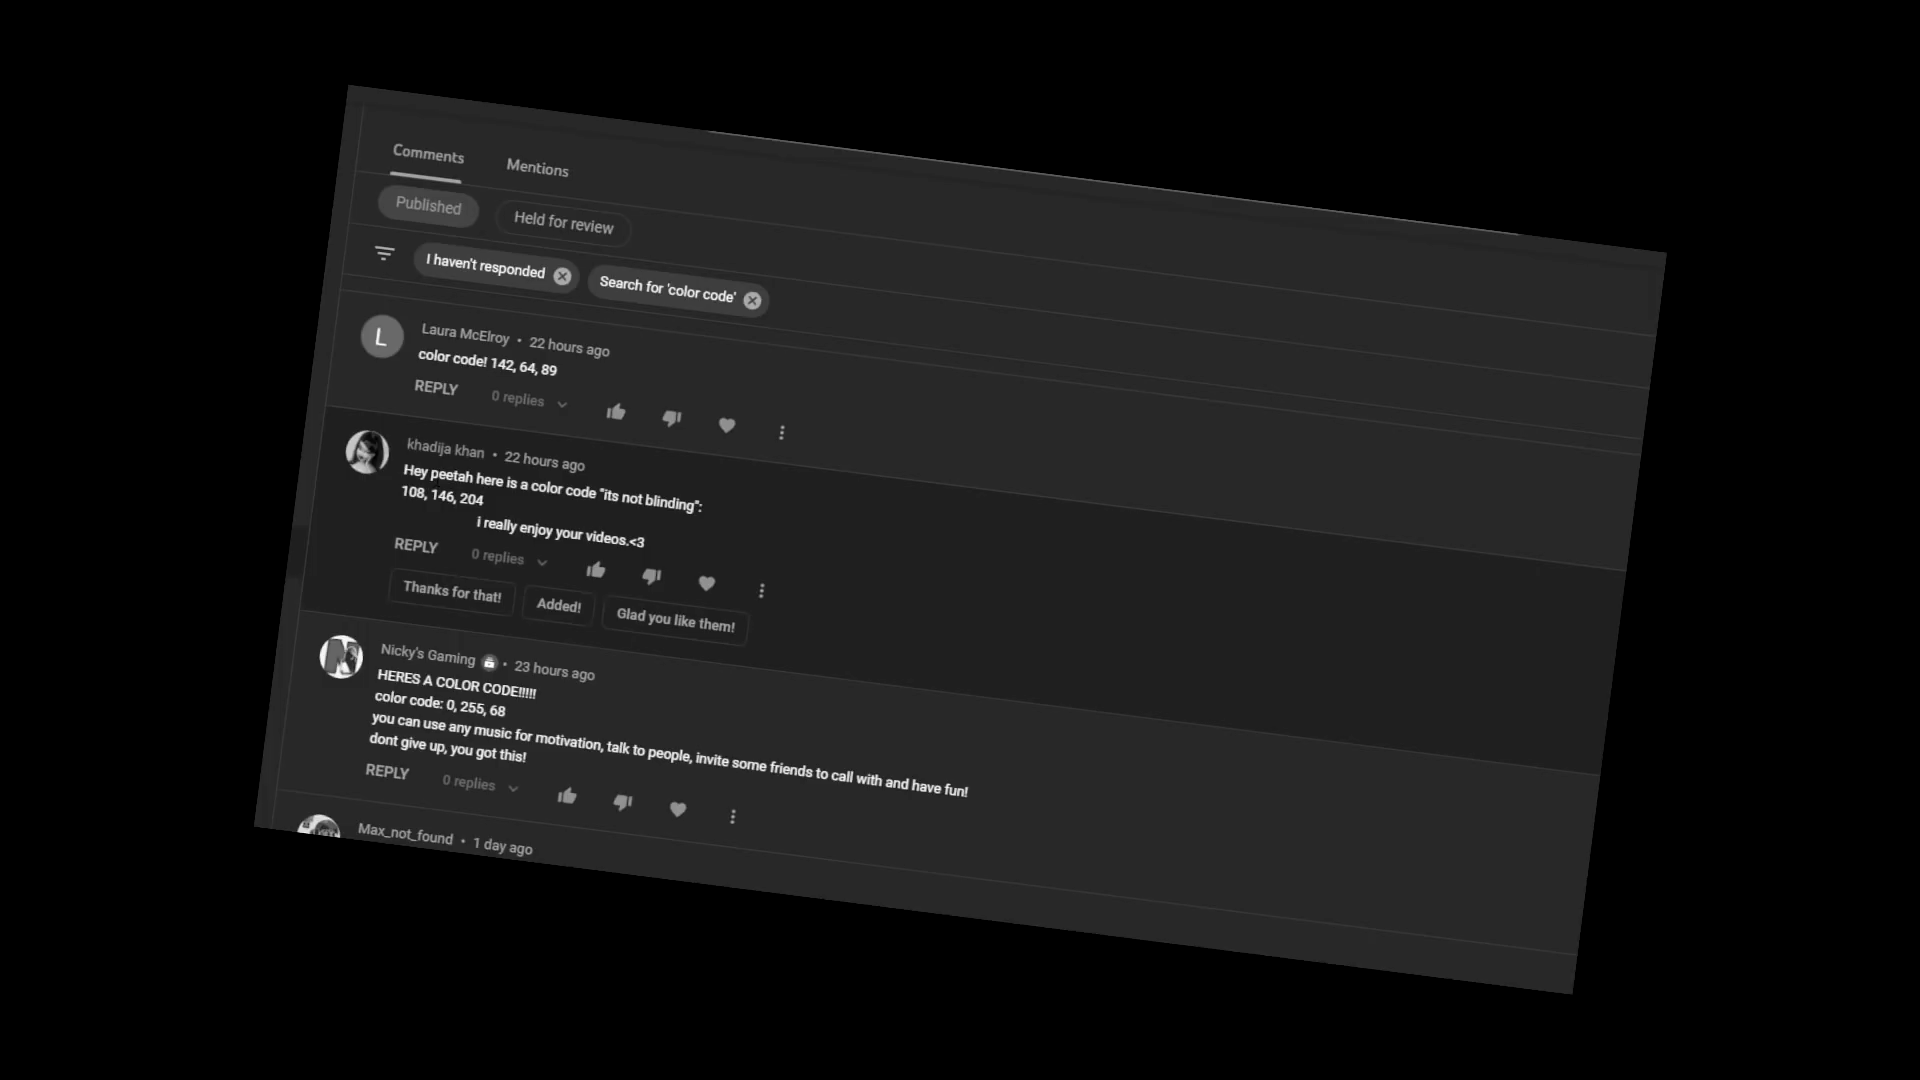 Comments Mentions
Published Held for review
I haven't responded Search for 'color code'
L
Laura McElroy • 22 hours ago
color code! 142, 64, 89
REPLY 0 replies
khadija khan • 22 hours ago
Hey peetah here is a color code "its not blinding":
108, 146, 204
i really enjoy your videos.<3
REPLY 0 replies
Thanks for that! Added! Glad you like them!
Nicky's Gaming • 23 hours ago
HERES A COLOR CODE!!!!!
color code: 0, 255, 68
you can use any music for motivation, talk to people, invite some friends to call with and have fun!
dont give up, you got this!
REPLY 0 replies
Max_not_found • 1 day ago